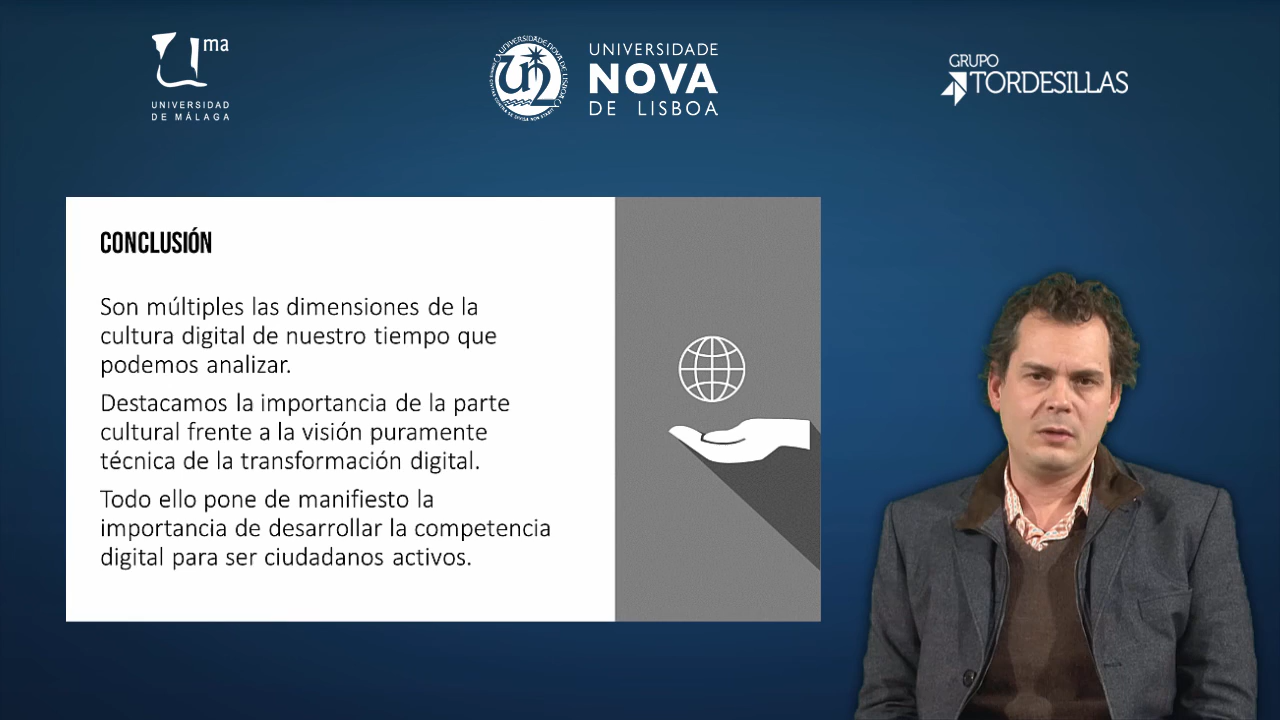 uma
UNIVERSIDAD
DE MÁLAGA
UNIVERSIDADE
NOVA
DE LISBOA
GRUPO
TORDESILLAS
CONCLUSIÓN
Son múltiples las dimensiones de la
cultura digital de nuestro tiempo que
podemos analizar.
Destacamos la importancia de la parte
cultural frente a la visión puramente
técnica de la transformación digital.
Todo ello pone de manifiesto la
importancia de desarrollar la competencia
digital para ser ciudadanos activos.